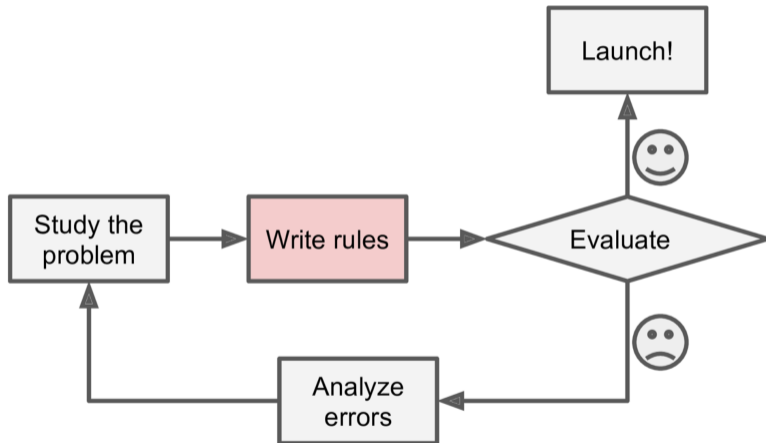 Launch!
Study the
problem
Write rules
Evaluate
Analyze
errors